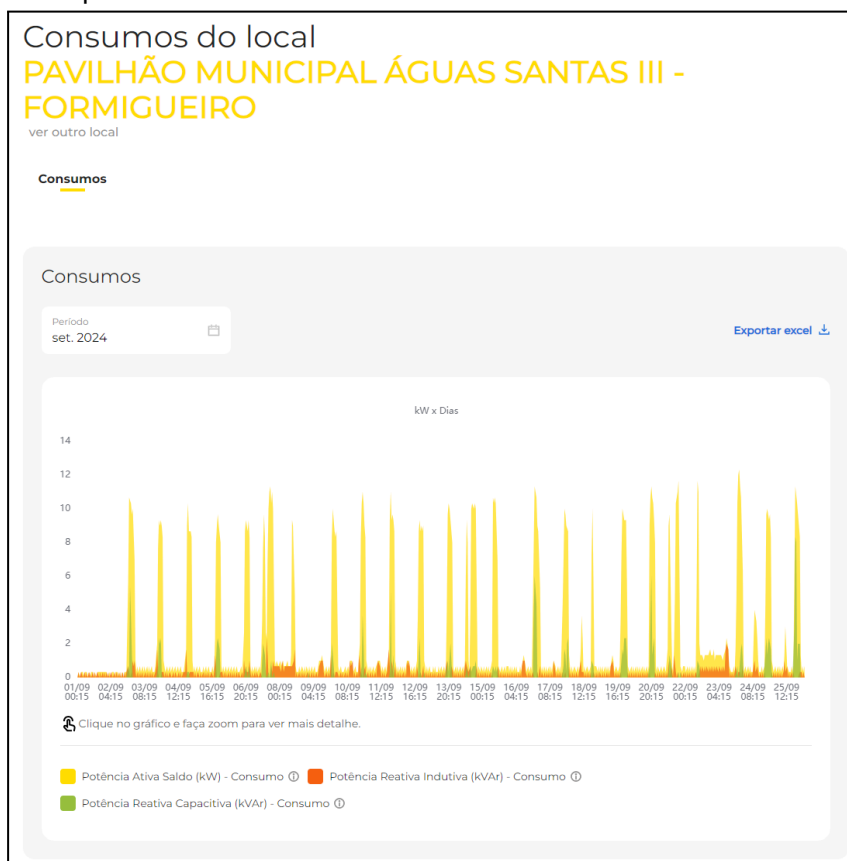 Consumos do local
PAVILHÃO MUNICIPAL ÁGUAS SANTAS III -
FORMIGUEIRO
ver outro local
Consumos
Consumos
Período
set. 2024
Exportar excel
kW x Dias
14
12
10
8
6
4
2
0
01/09 02/09 03/09 04/09 05/09 06/09 08/09 09/09 10/09 11/09 12/09 13/09 15/09 16/09 17/09 18/09 19/09 20/09 22/09 23/09 24/09 25/09
00:15 04:15 08:15 12:15 16:15 20:15 00:15 04:15 08:15 12:15 16:15 20:15 00:15 04:15 08:15 12:15 16:15 20:15 00:15 04:15 08:15 12:15
Clique no gráfico e faça zoom para ver mais detalhe.
Potência Ativa Saldo (kW) - Consumo Potência Reativa Indutiva (kVAr) - Consumo
Potência Reativa Capacitiva (kVAr) - Consumo